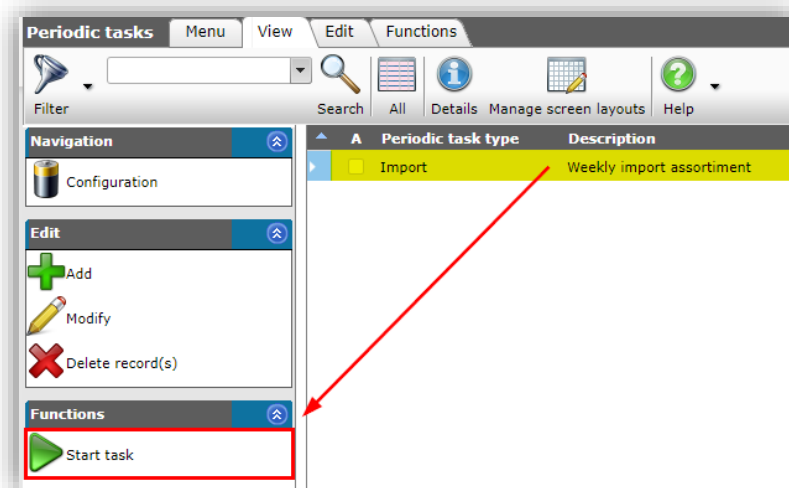 Periodic tasks Menu View Edit Functions
Filter Search All Details Manage screen layouts Help
Navigation
Configuration
Edit
Add
Modify
Delete record(s)
Functions
Start task
A Periodic task type Description
Import Weekly import assortiment